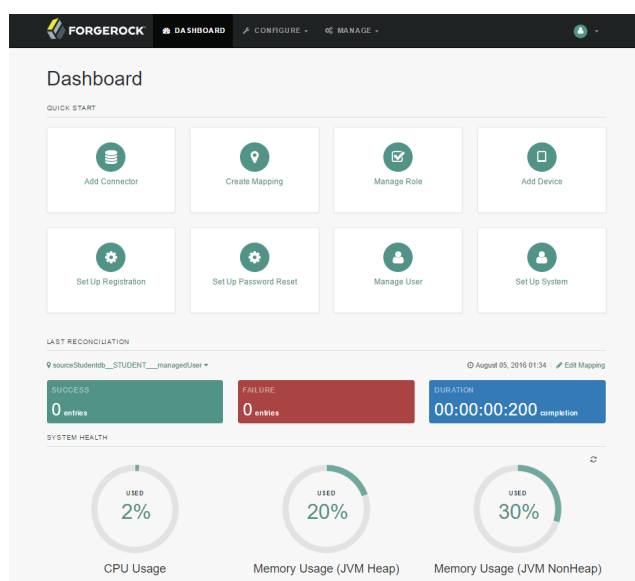 FORGEROCK DASHBOARD CONFIGURE MANAGE
Dashboard
QUICK START
Add Connector Create Mapping Manage Role Add Device
Set Up Registration Set Up Password Reset Manage User Set Up System
LAST RECONCILIATION
sourceStudentdb__STUDENT___managedUser August 05, 2016 01:34 Edit Mapping
SUCCESS FAILURE DURATION
0 entries 0 entries 00:00:00:200 completion
SYSTEM HEALTH
USED USED USED
2% 20% 30%
CPU Usage Memory Usage (JVM Heap) Memory Usage (JVM NonHeap)